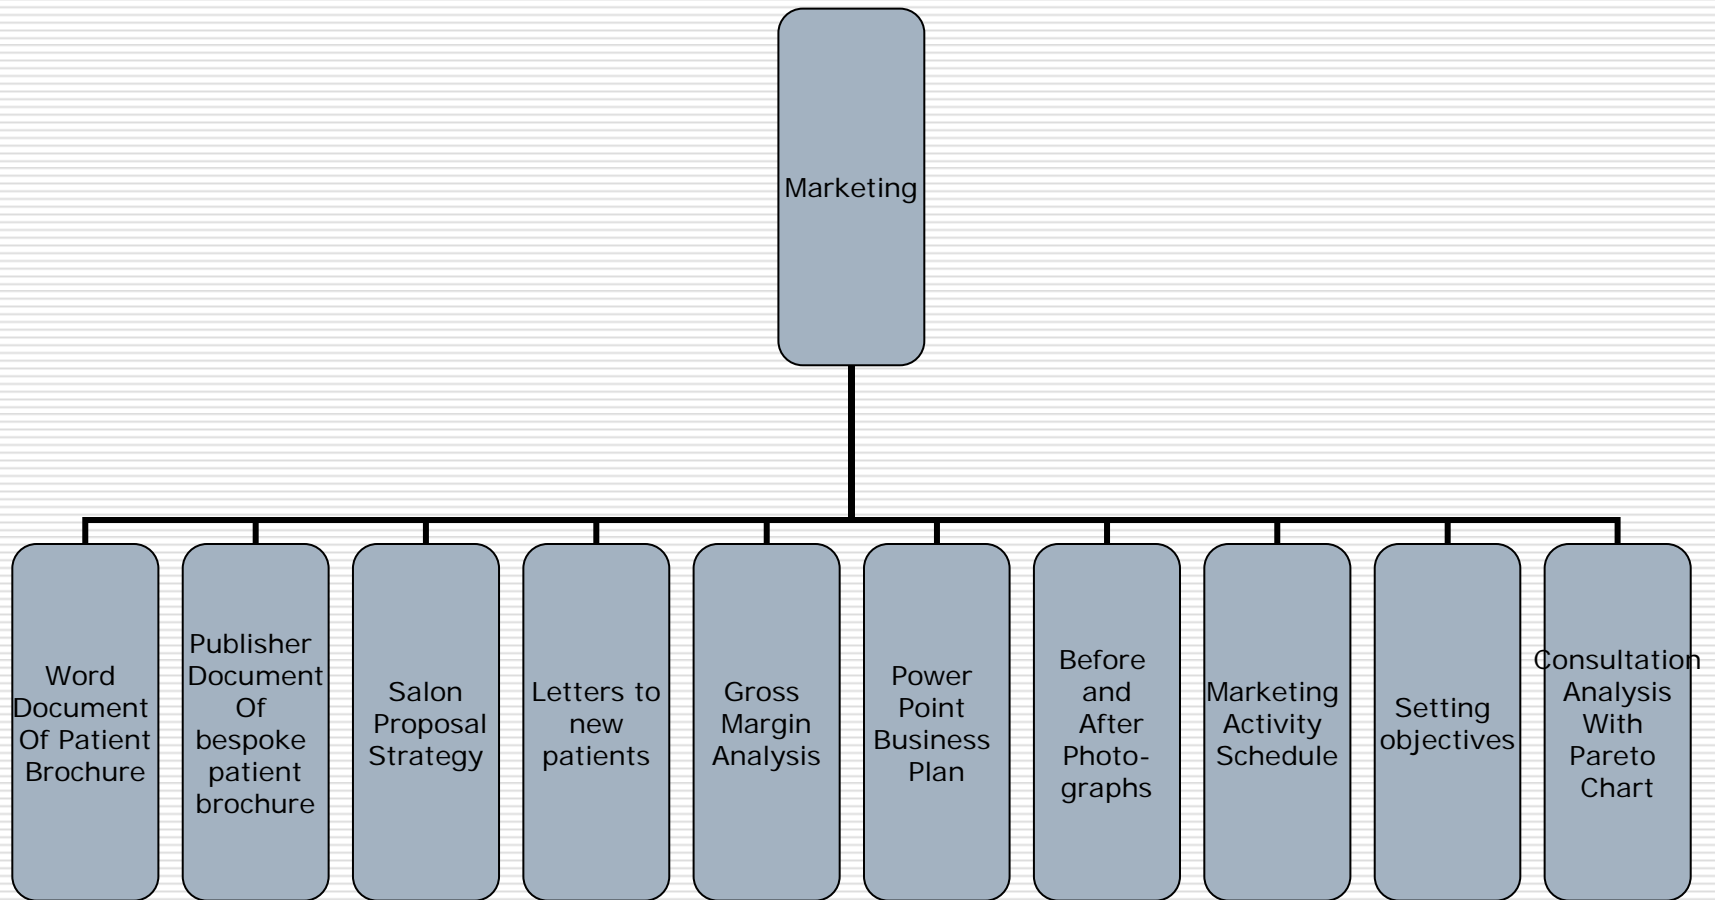 Marketing
Word
Document
Of Patient
Brochure
Publisher
Document
Of
bespoke
patient
brochure
Salon
Proposal
Strategy
Letters to
new
patients
Gross
Margin
Analysis
Power
Point
Business
Plan
Before
and
After
Photo-
graphs
Marketing
Activity
Schedule
Setting
objectives
Consultation
Analysis
With
Pareto
Chart